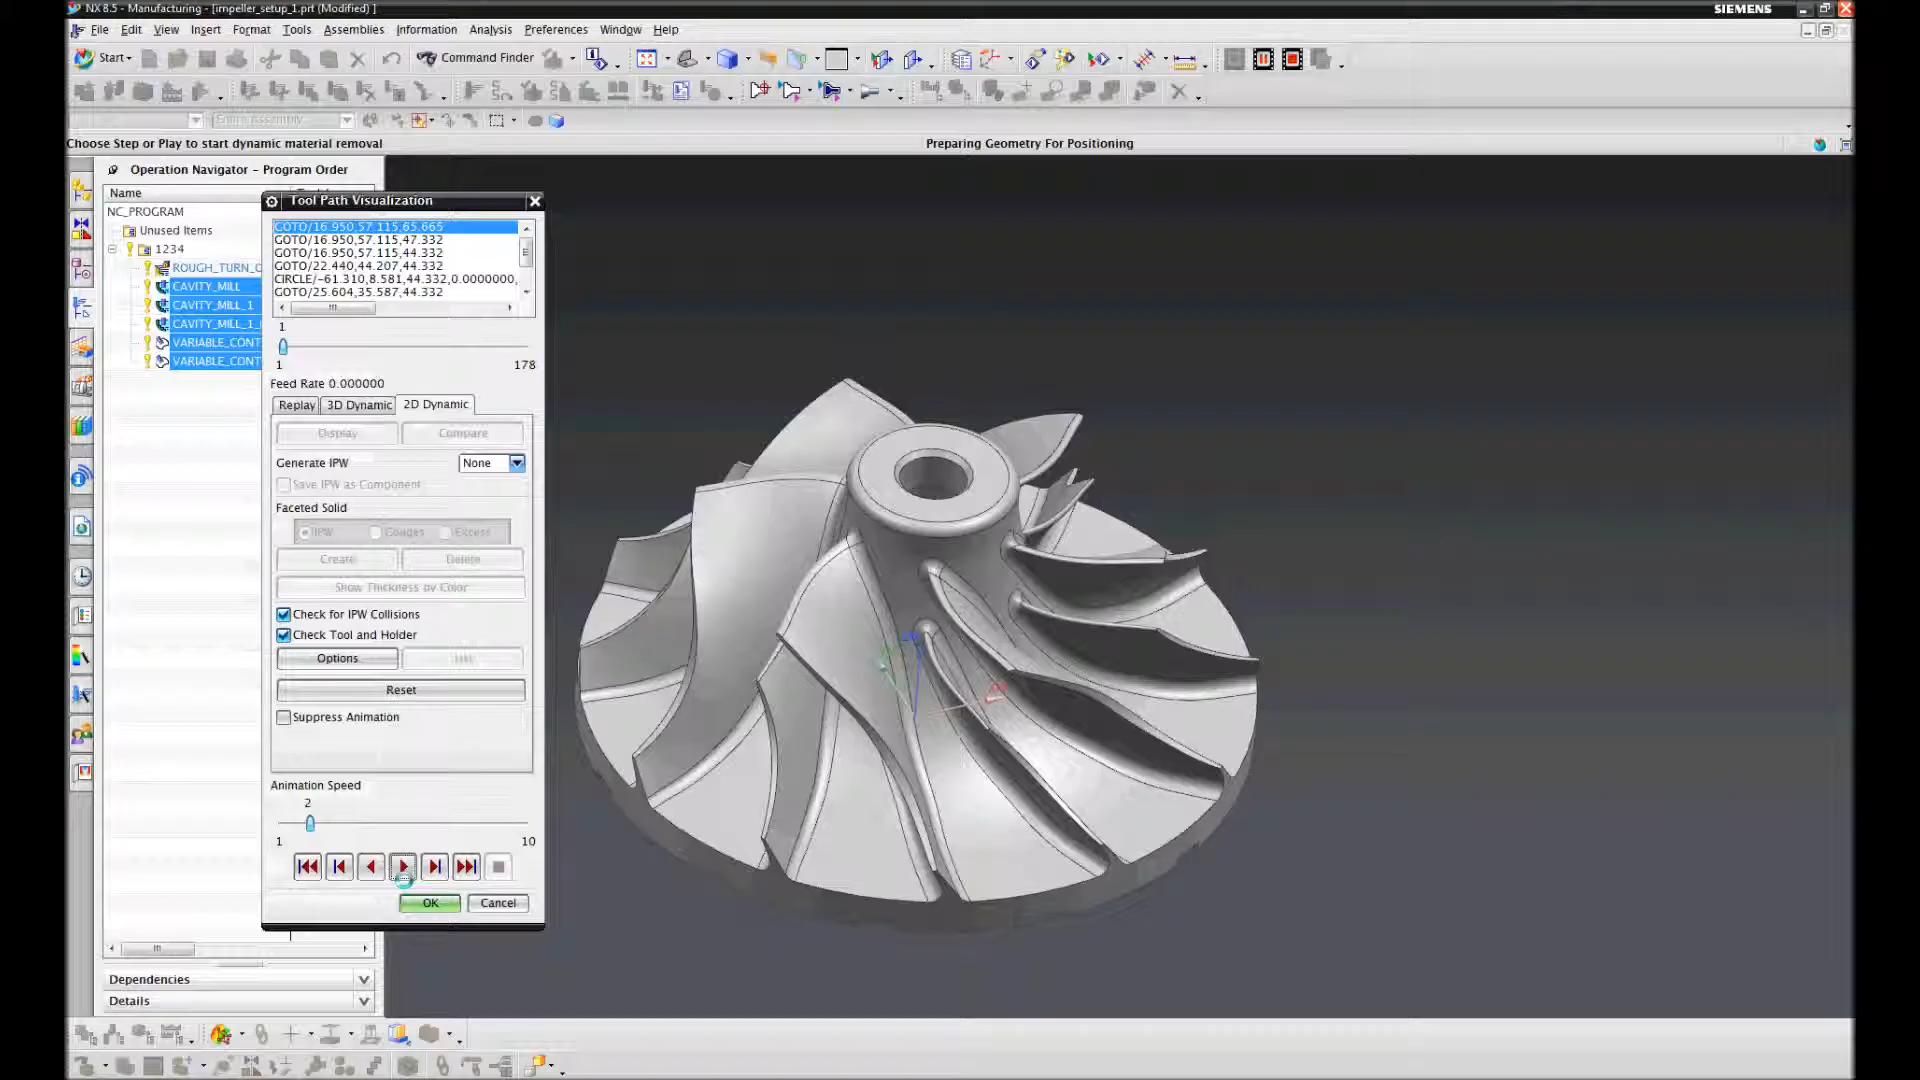 NX 8.5 - Manufacturing - [impeller_setup_1.prt (Modified) ]
SIEMENS
File Edit View Insert Format Tools Assemblies Information Analysis Preferences Window Help
Start
Command Finder
Entire Assembly
Choose Step or Play to start dynamic material removal
Preparing Geometry For Positioning
Operation Navigator - Program Order
Name
NC_PROGRAM
Unused Items
1234
ROUGH_TURN_O
CAVITY_MILL
CAVITY_MILL_1
CAVITY_MILL_1_
VARIABLE_CONT
VARIABLE_CONT
Tool Path Visualization
GOTO/16.950,57.115,65.665
GOTO/16.950,57.115,47.332
GOTO/16.950,57.115,44.332
GOTO/22.440,44.207,44.332
CIRCLE/-61.310,8.581,44.332,0.0000000,
GOTO/25.604,35.587,44.332
1
1
178
Feed Rate 0.000000
Replay
3D Dynamic
2D Dynamic
Display
Compare
Generate IPW
None
Save IPW as Component
Faceted Solid
IPW
Gouges
Excess
Create
Delete
Show Thickness by Color
Check for IPW Collisions
Check Tool and Holder
Options
Reset
Suppress Animation
Animation Speed
2
1
10
OK
Cancel
Dependencies
Details